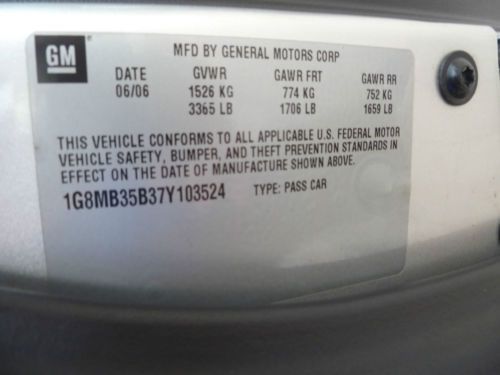 GM
MFD BY GENERAL MOTORS CORP
DATE GVWR GAWR FRT GAWR RR
06/06 1526 KG 774 KG 752 KG
3365 LB 1706 LB 1659 LB
THIS VEHICLE CONFORMS TO ALL APPLICABLE U.S. FEDERAL MOTOR
VEHICLE SAFETY, BUMPER, AND THEFT PREVENTION STANDARDS IN
EFFECT ON THE DATE OF MANUFACTURE SHOWN ABOVE.
1G8MB35B37Y103524 TYPE: PASS CAR